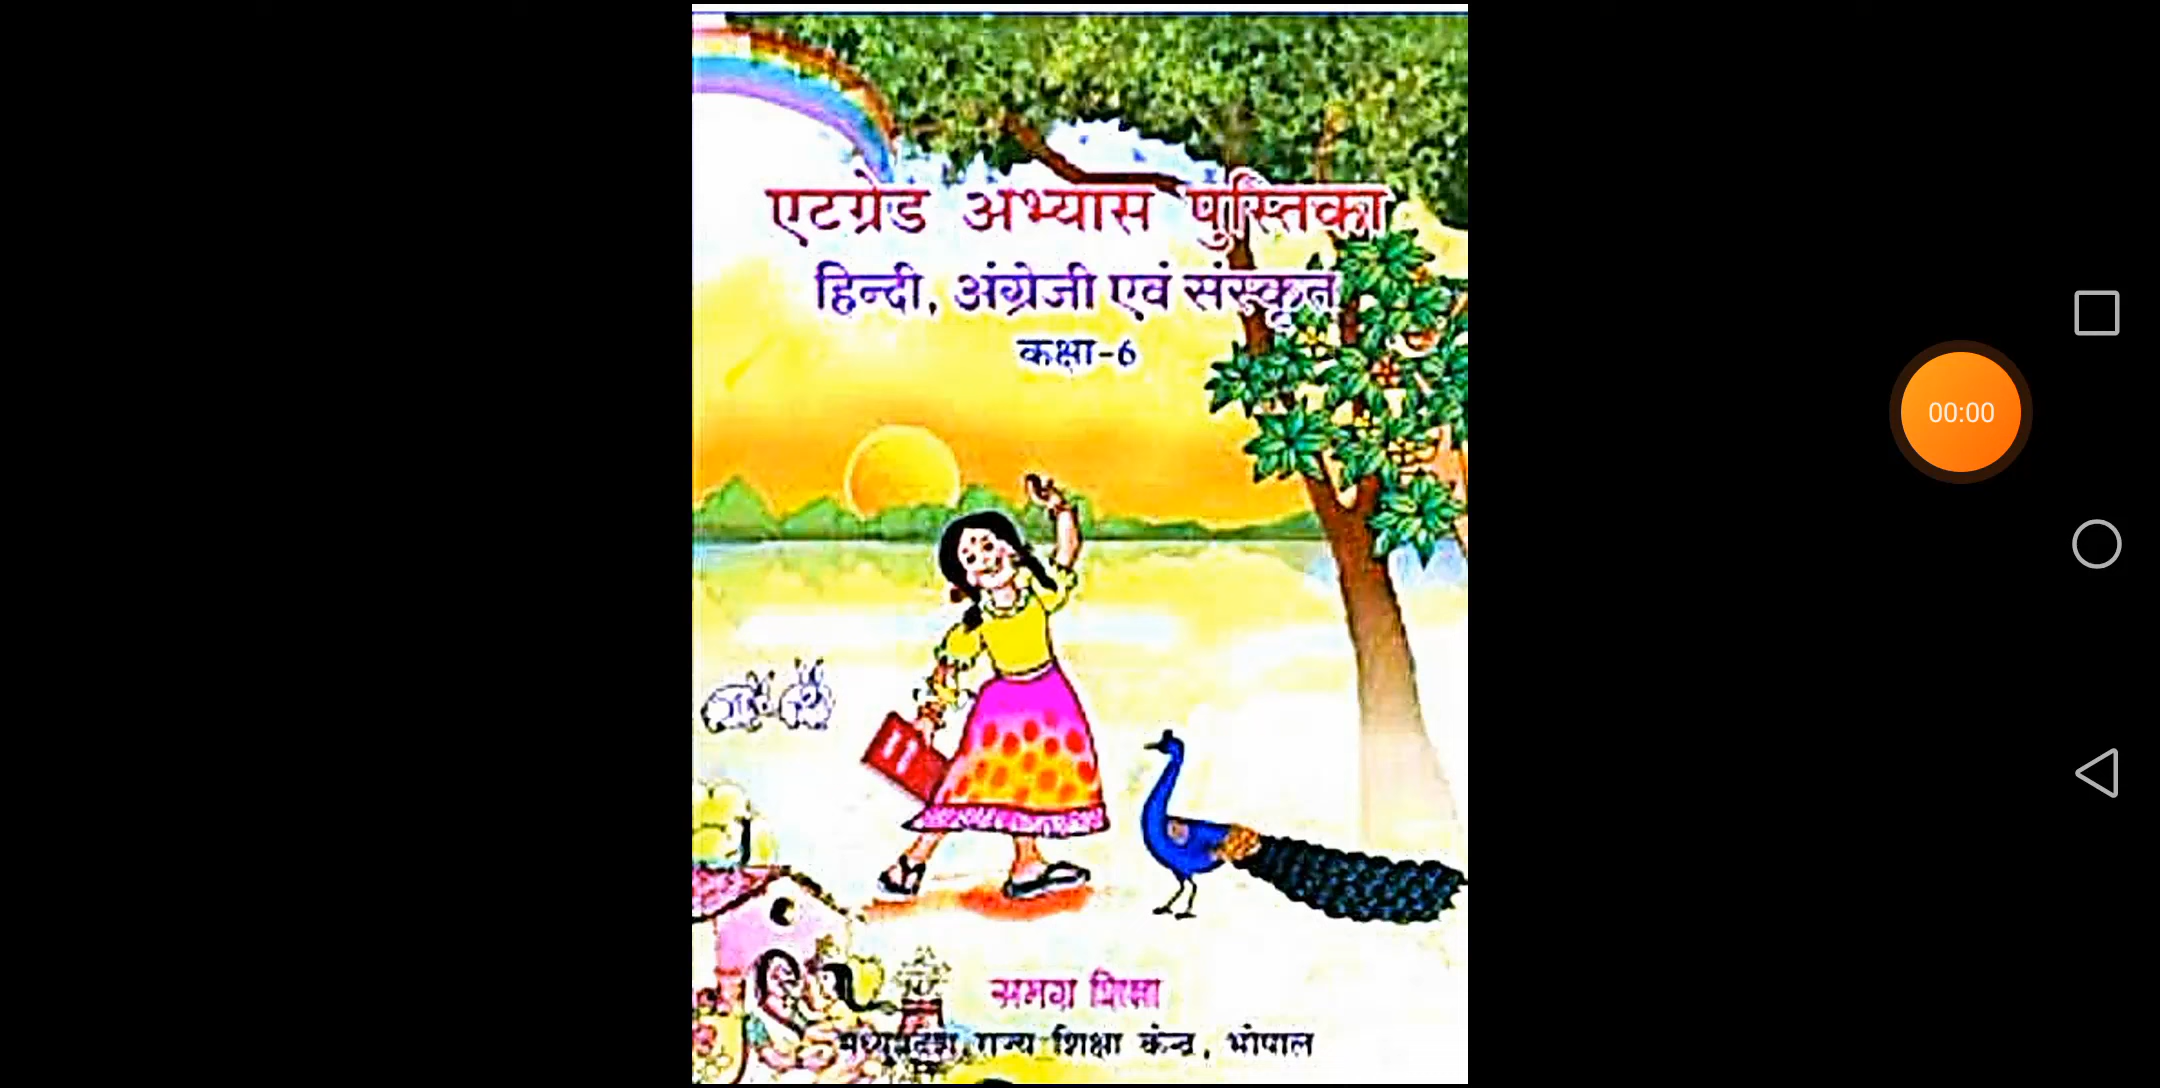 एटग्रेड अभ्यास पुस्तिका
हिन्दी, अंग्रेजी एवं संस्कृत
कक्षा-6
00:00
समग्र शिक्षा
मध्यप्रदेश राज्य शिक्षा केन्द्र, भोपाल